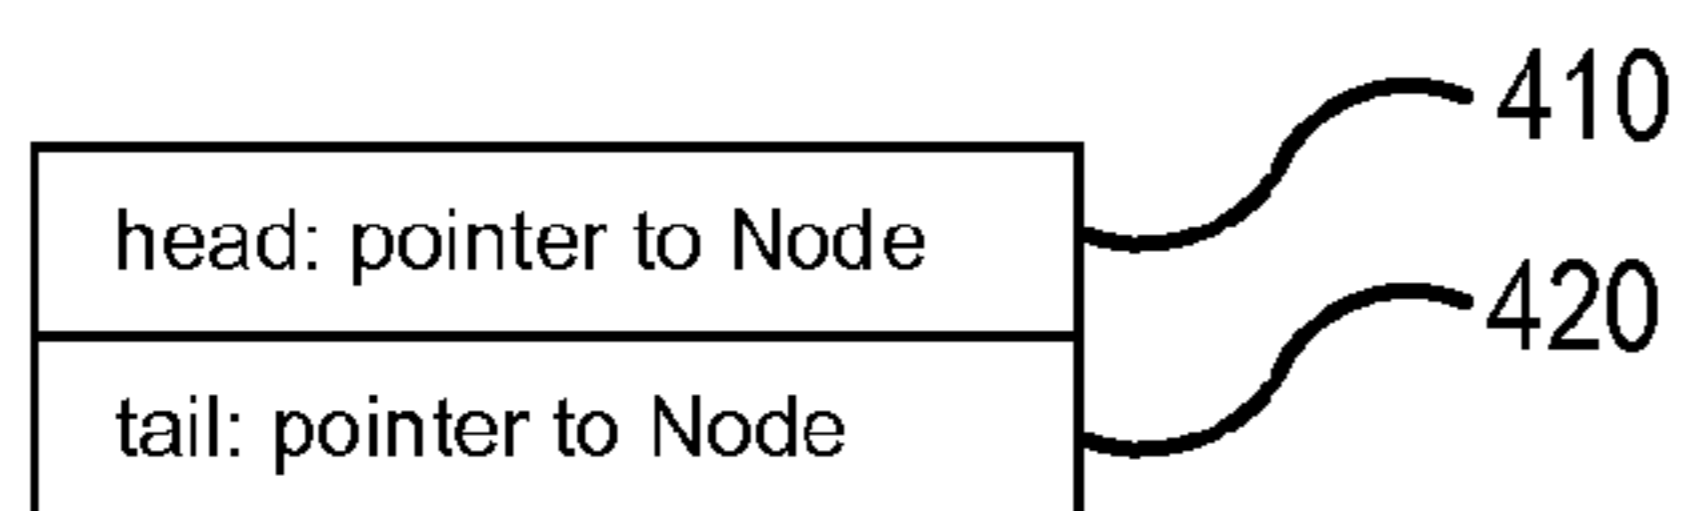 410
head: pointer to Node
420
tail: pointer to Node